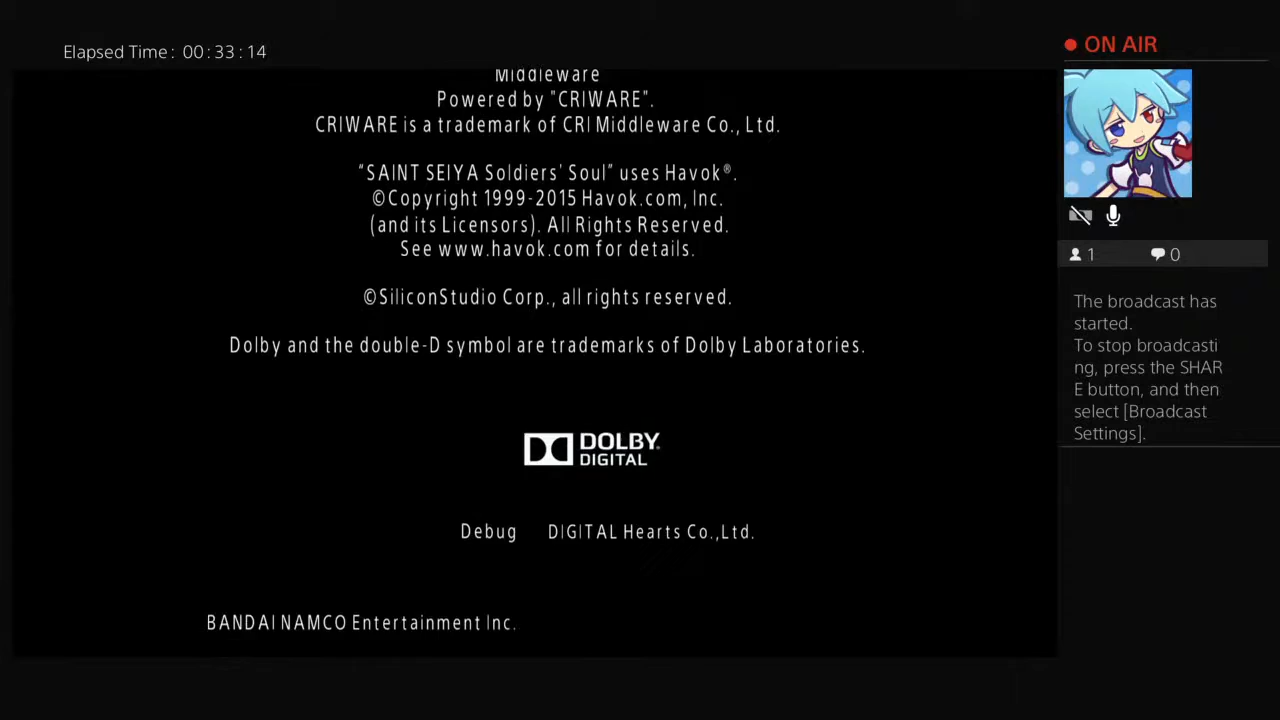 Elapsed Time: 00:33:14
ON AIR
Middleware
Powered by "CRIWARE".
CRIWARE is a trademark of CRI Middleware Co., Ltd.
“SAINT SEIYA Soldiers' Soul” uses Havok®.
©Copyright 1999-2015 Havok.com, Inc.
(and its Licensors). All Rights Reserved.
See www.havok.com for details.
©SiliconStudio Corp., all rights reserved.
Dolby and the double-D symbol are trademarks of Dolby Laboratories.
DOLBY®
DIGITAL
Debug DIGITAL Hearts Co.,Ltd.
BANDAI NAMCO Entertainment Inc.
1 0
The broadcast has
started.
To stop broadcasti
ng, press the SHAR
E button, and then
select [Broadcast
Settings].